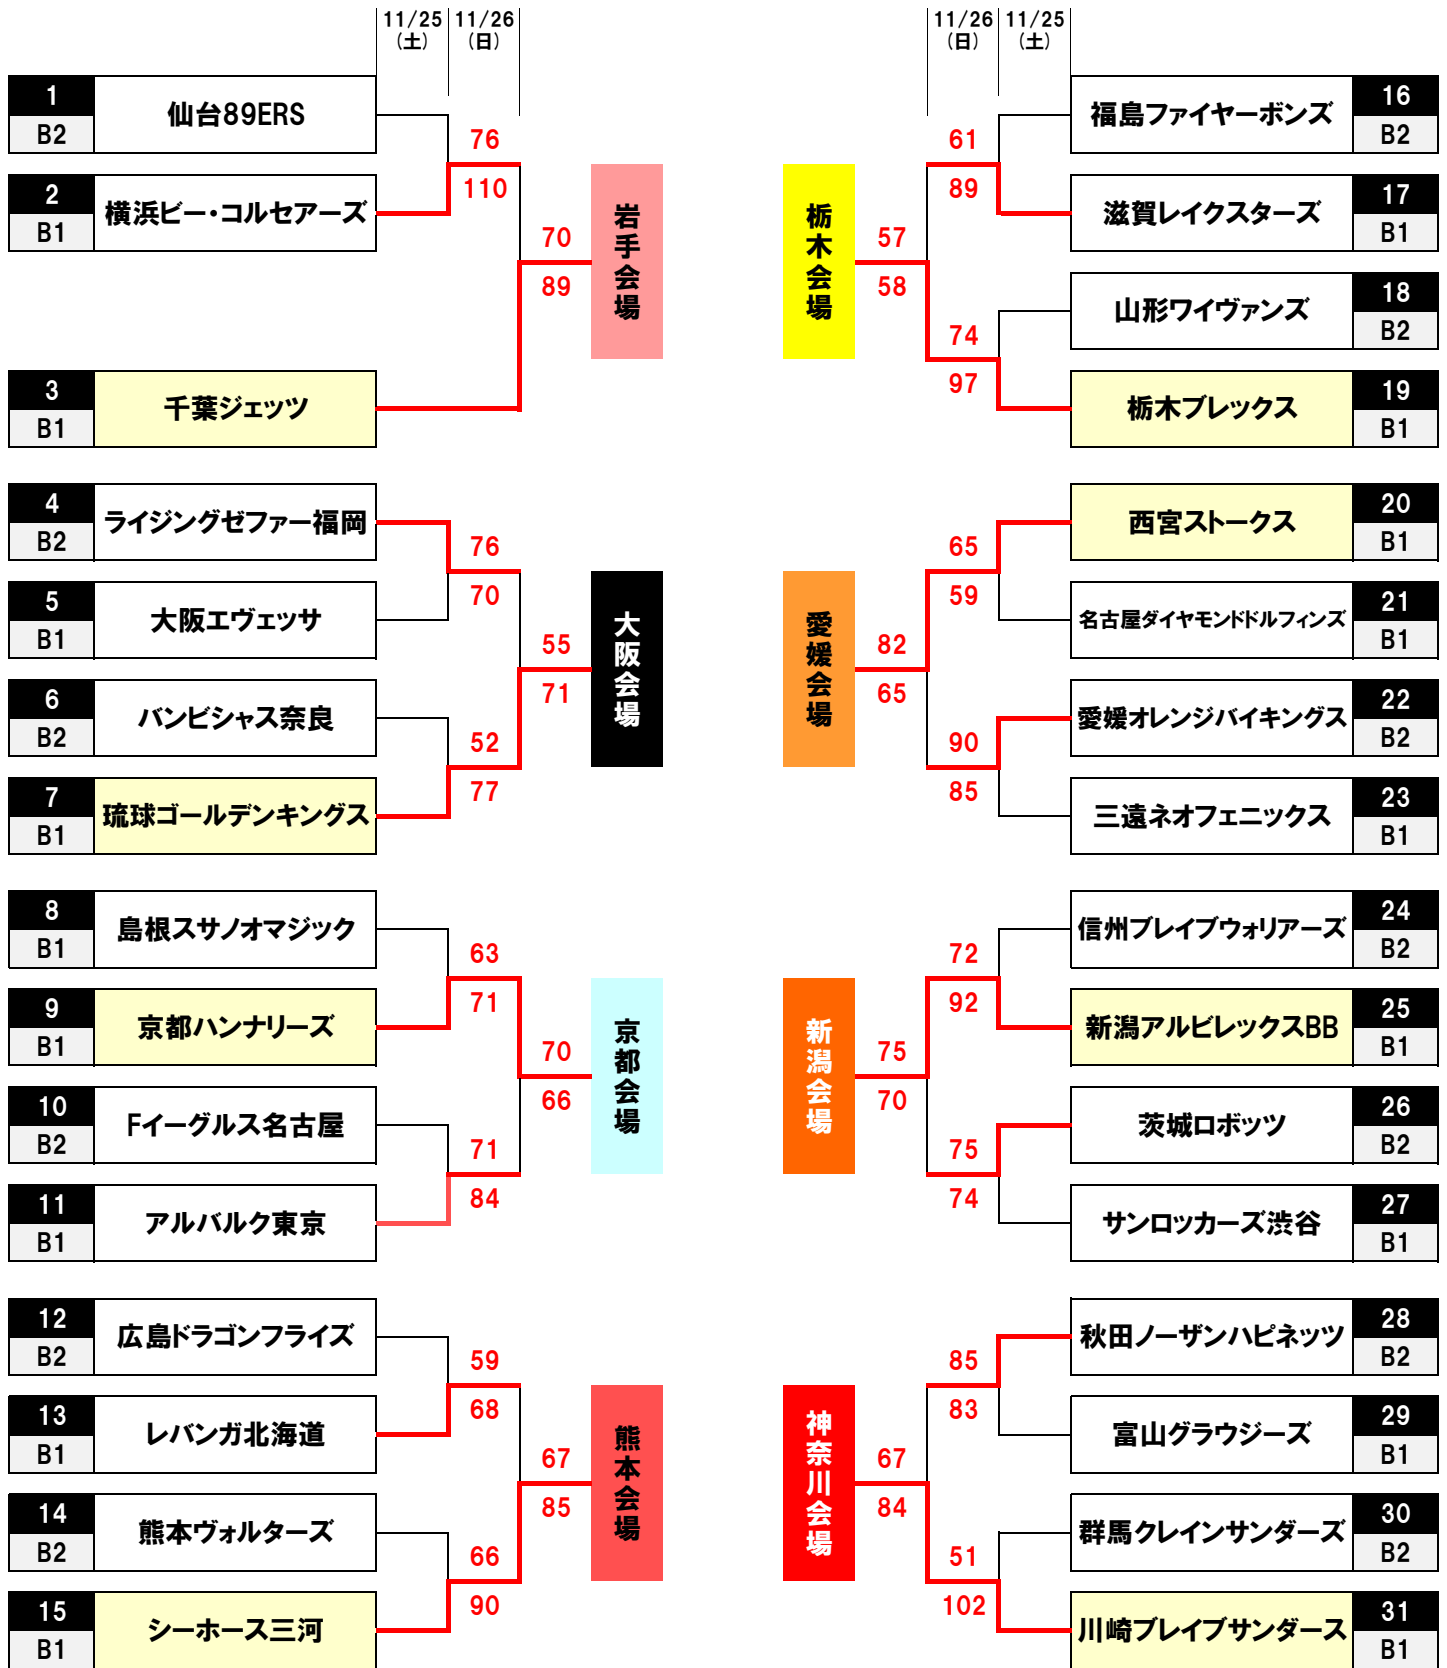 11/25
(土)
11/26
(日)
1
B2
仙台89ERS
76
110
2
B1
横浜ビー・コルセアーズ
70
89
岩手会場
3
B1
千葉ジェッツ
4
B2
ライジングゼファー福岡
76
70
5
B1
大阪エヴェッサ
55
71
大阪会場
6
B2
バンビシャス奈良
52
77
7
B1
琉球ゴールデンキングス
8
B1
島根スサノオマジック
63
71
9
B1
京都ハンナリーズ
70
66
京都会場
10
B2
Fイーグルス名古屋
71
84
11
B1
アルバルク東京
12
B2
広島ドラゴンフライズ
59
68
13
B1
レバンガ北海道
67
85
熊本会場
14
B2
熊本ヴォルターズ
66
90
15
B1
シーホース三河
11/26
(日)
11/25
(土)
61
89
福島ファイヤーボンズ
16
B2
栃木会場
57
58
滋賀レイクスターズ
17
B1
74
97
山形ワイヴァンズ
18
B2
栃木ブレックス
19
B1
65
59
西宮ストークス
20
B1
愛媛会場
82
65
名古屋ダイヤモンドドルフィンズ
21
B1
90
85
愛媛オレンジバイキングス
22
B2
三遠ネオフェニックス
23
B1
72
92
信州ブレイブウォリアーズ
24
B2
新潟会場
75
70
新潟アルビレックスBB
25
B1
75
74
茨城ロボッツ
26
B2
サンロッカーズ渋谷
27
B1
85
83
秋田ノーザンハピネッツ
28
B2
神奈川会場
67
84
富山グラウジーズ
29
B1
51
102
群馬クレインサンダーズ
30
B2
川崎ブレイブサンダース
31
B1